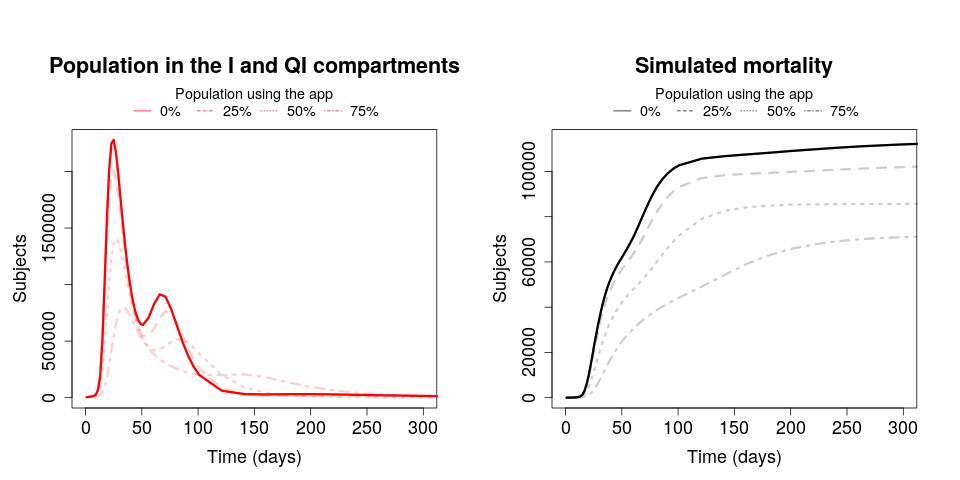 Population in the I and QI compartments
Population using the app
0% 25% 50% 75%
Subjects
0 500000 1500000
0 50 100 150 200 250 300
Time (days)
Simulated mortality
Population using the app
0% 25% 50% 75%
Subjects
0 20000 60000 100000
0 50 100 150 200 250 300
Time (days)